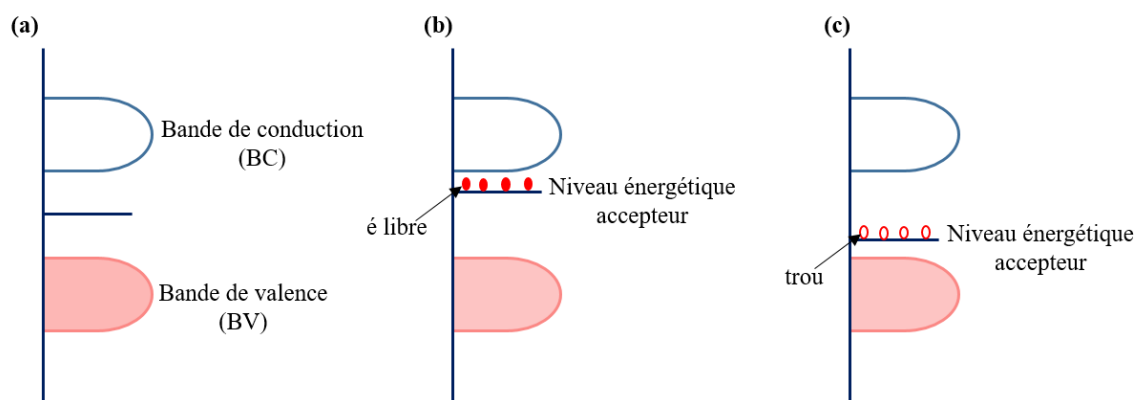 (a)
Bande de conduction
(BC)
Bande de valence
(BV)
(b)
Niveau énergétique
accepteur
é libre
(c)
Niveau énergétique
accepteur
trou